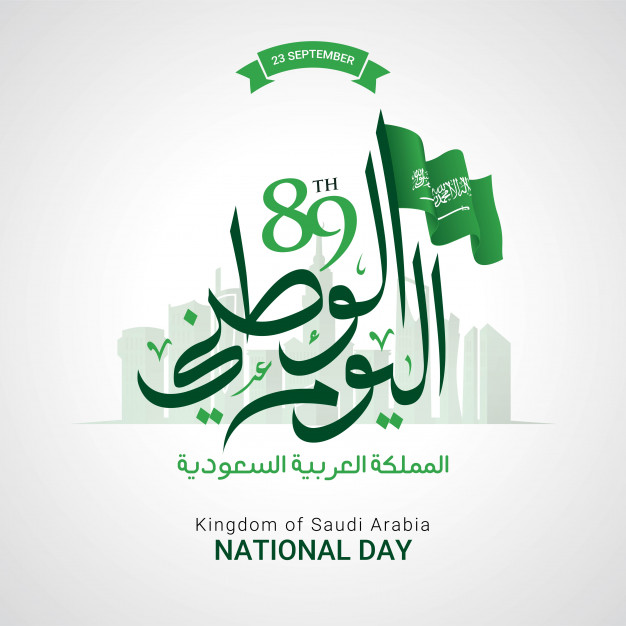 23 SEPTEMBER
89TH
اليوم الوطني
المملكة العربية السعودية
Kingdom of Saudi Arabia
NATIONAL DAY